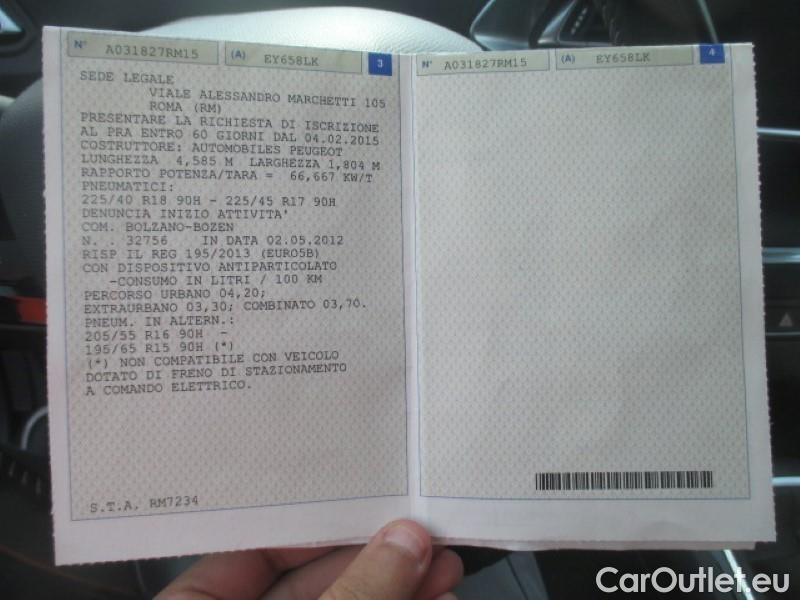 N° A031827RM15 (A) EY658LK 3
SEDE LEGALE
VIALE ALESSANDRO MARCHETTI 105
ROMA (RM)
PRESENTARE LA RICHIESTA DI ISCRIZIONE
AL PRA ENTRO 60 GIORNI DAL 04.02.2015
COSTRUTTORE: AUTOMOBILES PEUGEOT
LUNGHEZZA 4,585 M LARGHEZZA 1,804 M
RAPPORTO POTENZA/TARA = 66,667 KW/T
PNEUMATICI:
225/40 R18 90H - 225/45 R17 90H
DENUNCIA INIZIO ATTIVITA'
COM. BOLZANO-BOZEN
N. . 32756 IN DATA 02.05.2012
RISP IL REG 195/2013 (EURO5B)
CON DISPOSITIVO ANTIPARTICOLATO
-CONSUMO IN LITRI / 100 KM
PERCORSO URBANO 04,20;
EXTRAURBANO 03,30; COMBINATO 03,70.
PNEUM. IN ALTERN.:
205/55 R16 90H -
195/65 R15 90H (*)
(*) NON COMPATIBILE CON VEICOLO
DOTATO DI FRENO DI STAZIONAMENTO
A COMANDO ELETTRICO.
S.T.A. RM7234
N° A031827RM15 (A) EY658LK 4
CarOutlet.eu